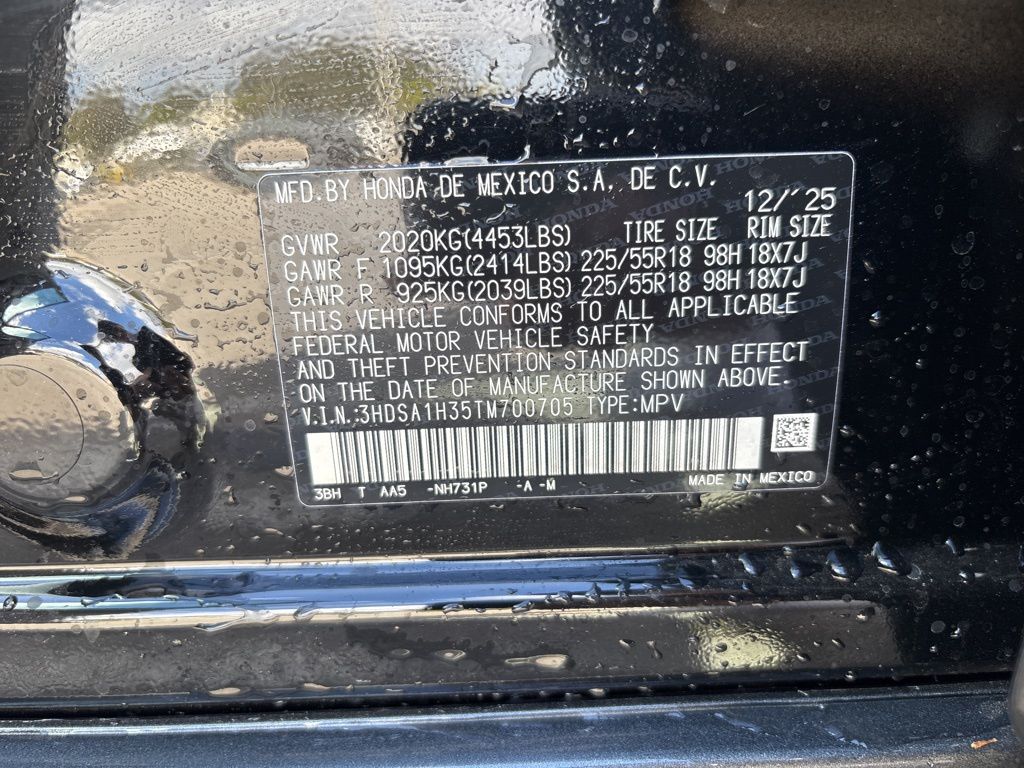 MFD.BY HONDA DE MEXICO S.A. DE C.V.
12/'25
GVWR 2020KG(4453LBS) TIRE SIZE RIM SIZE
GAWR F 1095KG(2414LBS) 225/55R18 98H 18X7J
GAWR R 925KG(2039LBS) 225/55R18 98H 18X7J
THIS VEHICLE CONFORMS TO ALL APPLICABLE
FEDERAL MOTOR VEHICLE SAFETY
AND THEFT PREVENTION STANDARDS IN EFFECT
ON THE DATE OF MANUFACTURE SHOWN ABOVE.
V.I.N.:3HDSA1H35TM700705 TYPE:MPV
3BH T AA5 -NH731P -A -M MADE IN MEXICO